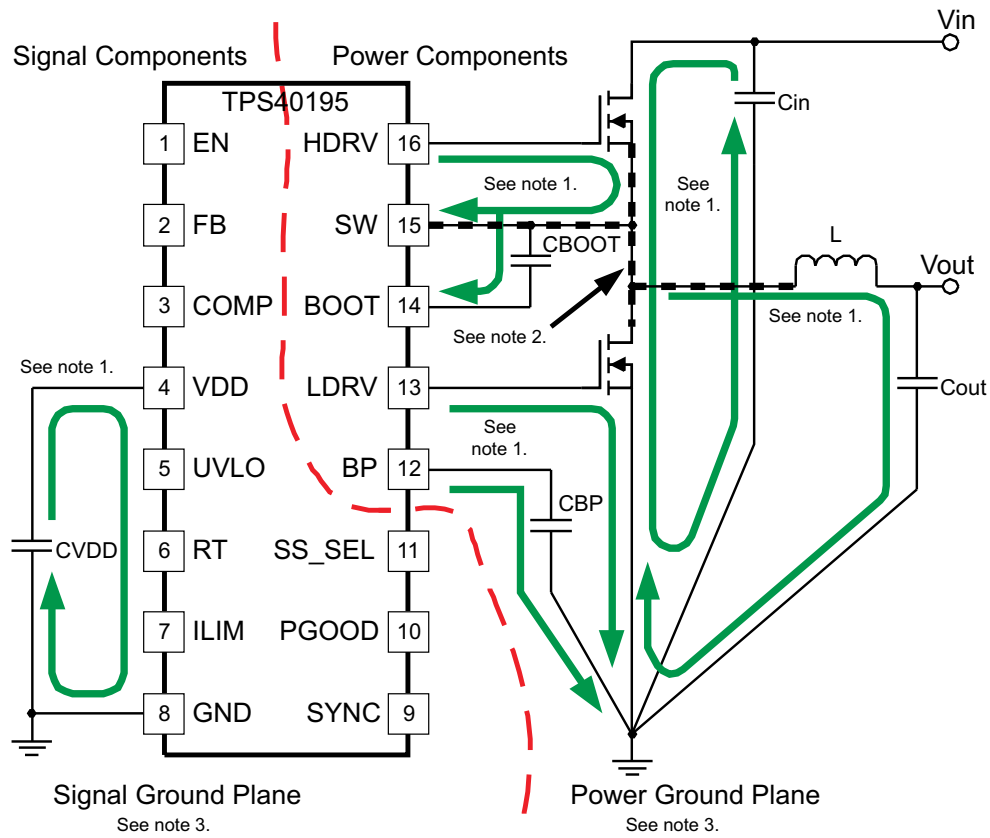 Vin
Signal Components
Power Components
TPS40195
Cin
1 EN
HDRV 16
See note 1.
See
note 1.
2 FB
SW 15
CBOOT
L
Vout
3 COMP
BOOT 14
See note 2.
See note 1.
See note 1.
4 VDD
LDRV 13
Cout
See
note 1.
5 UVLO
BP 12
CBP
CVDD
6 RT
SS_SEL 11
7 ILIM
PGOOD 10
8 GND
SYNC 9
Signal Ground Plane
See note 3.
Power Ground Plane
See note 3.